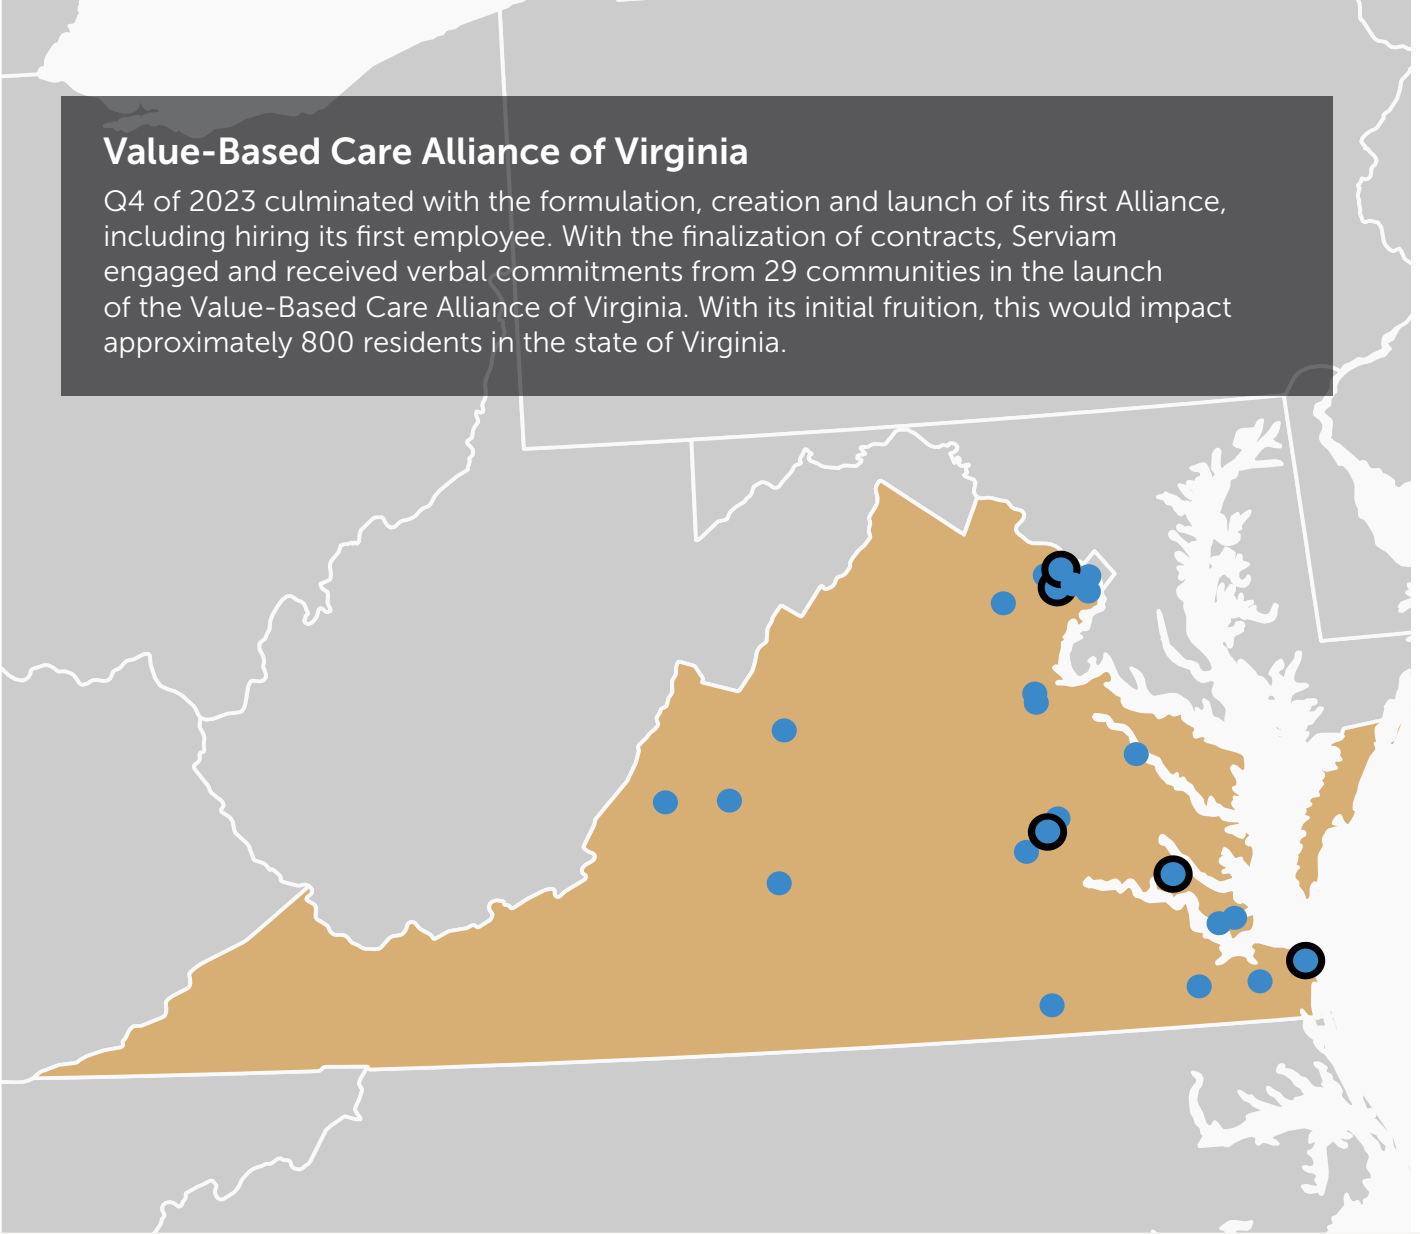 Value-Based Care Alliance of Virginia
Q4 of 2023 culminated with the formulation, creation and launch of its first Alliance,
including hiring its first employee. With the finalization of contracts, Serviam
engaged and received verbal commitments from 29 communities in the launch
of the Value-Based Care Alliance of Virginia. With its initial fruition, this would impact
approximately 800 residents in the state of Virginia.